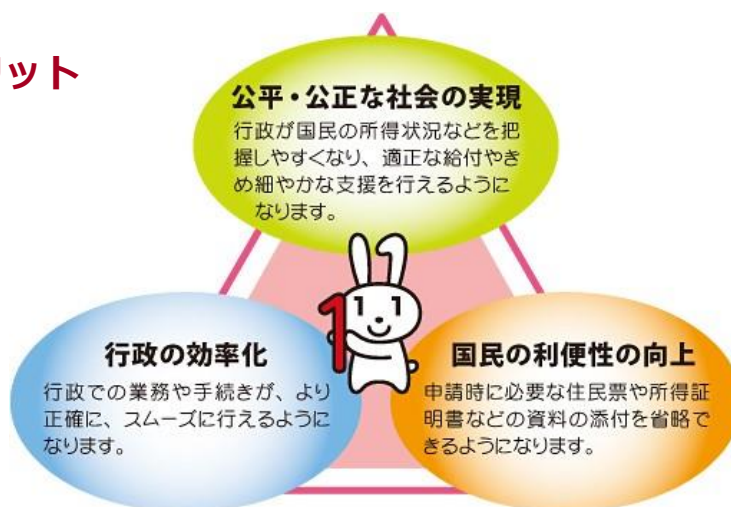 リット
公平・公正な社会の実現
行政が国民の所得状況などを把
握しやすくなり、適正な給付やき
め細やかな支援を行えるように
なります。
行政の効率化
行政での業務や手続きが、より
正確に、スムーズに行えるように
なります。
国民の利便性の向上
申請時に必要な住民票や所得証
明書などの資料の添付を省略で
きるようになります。
1